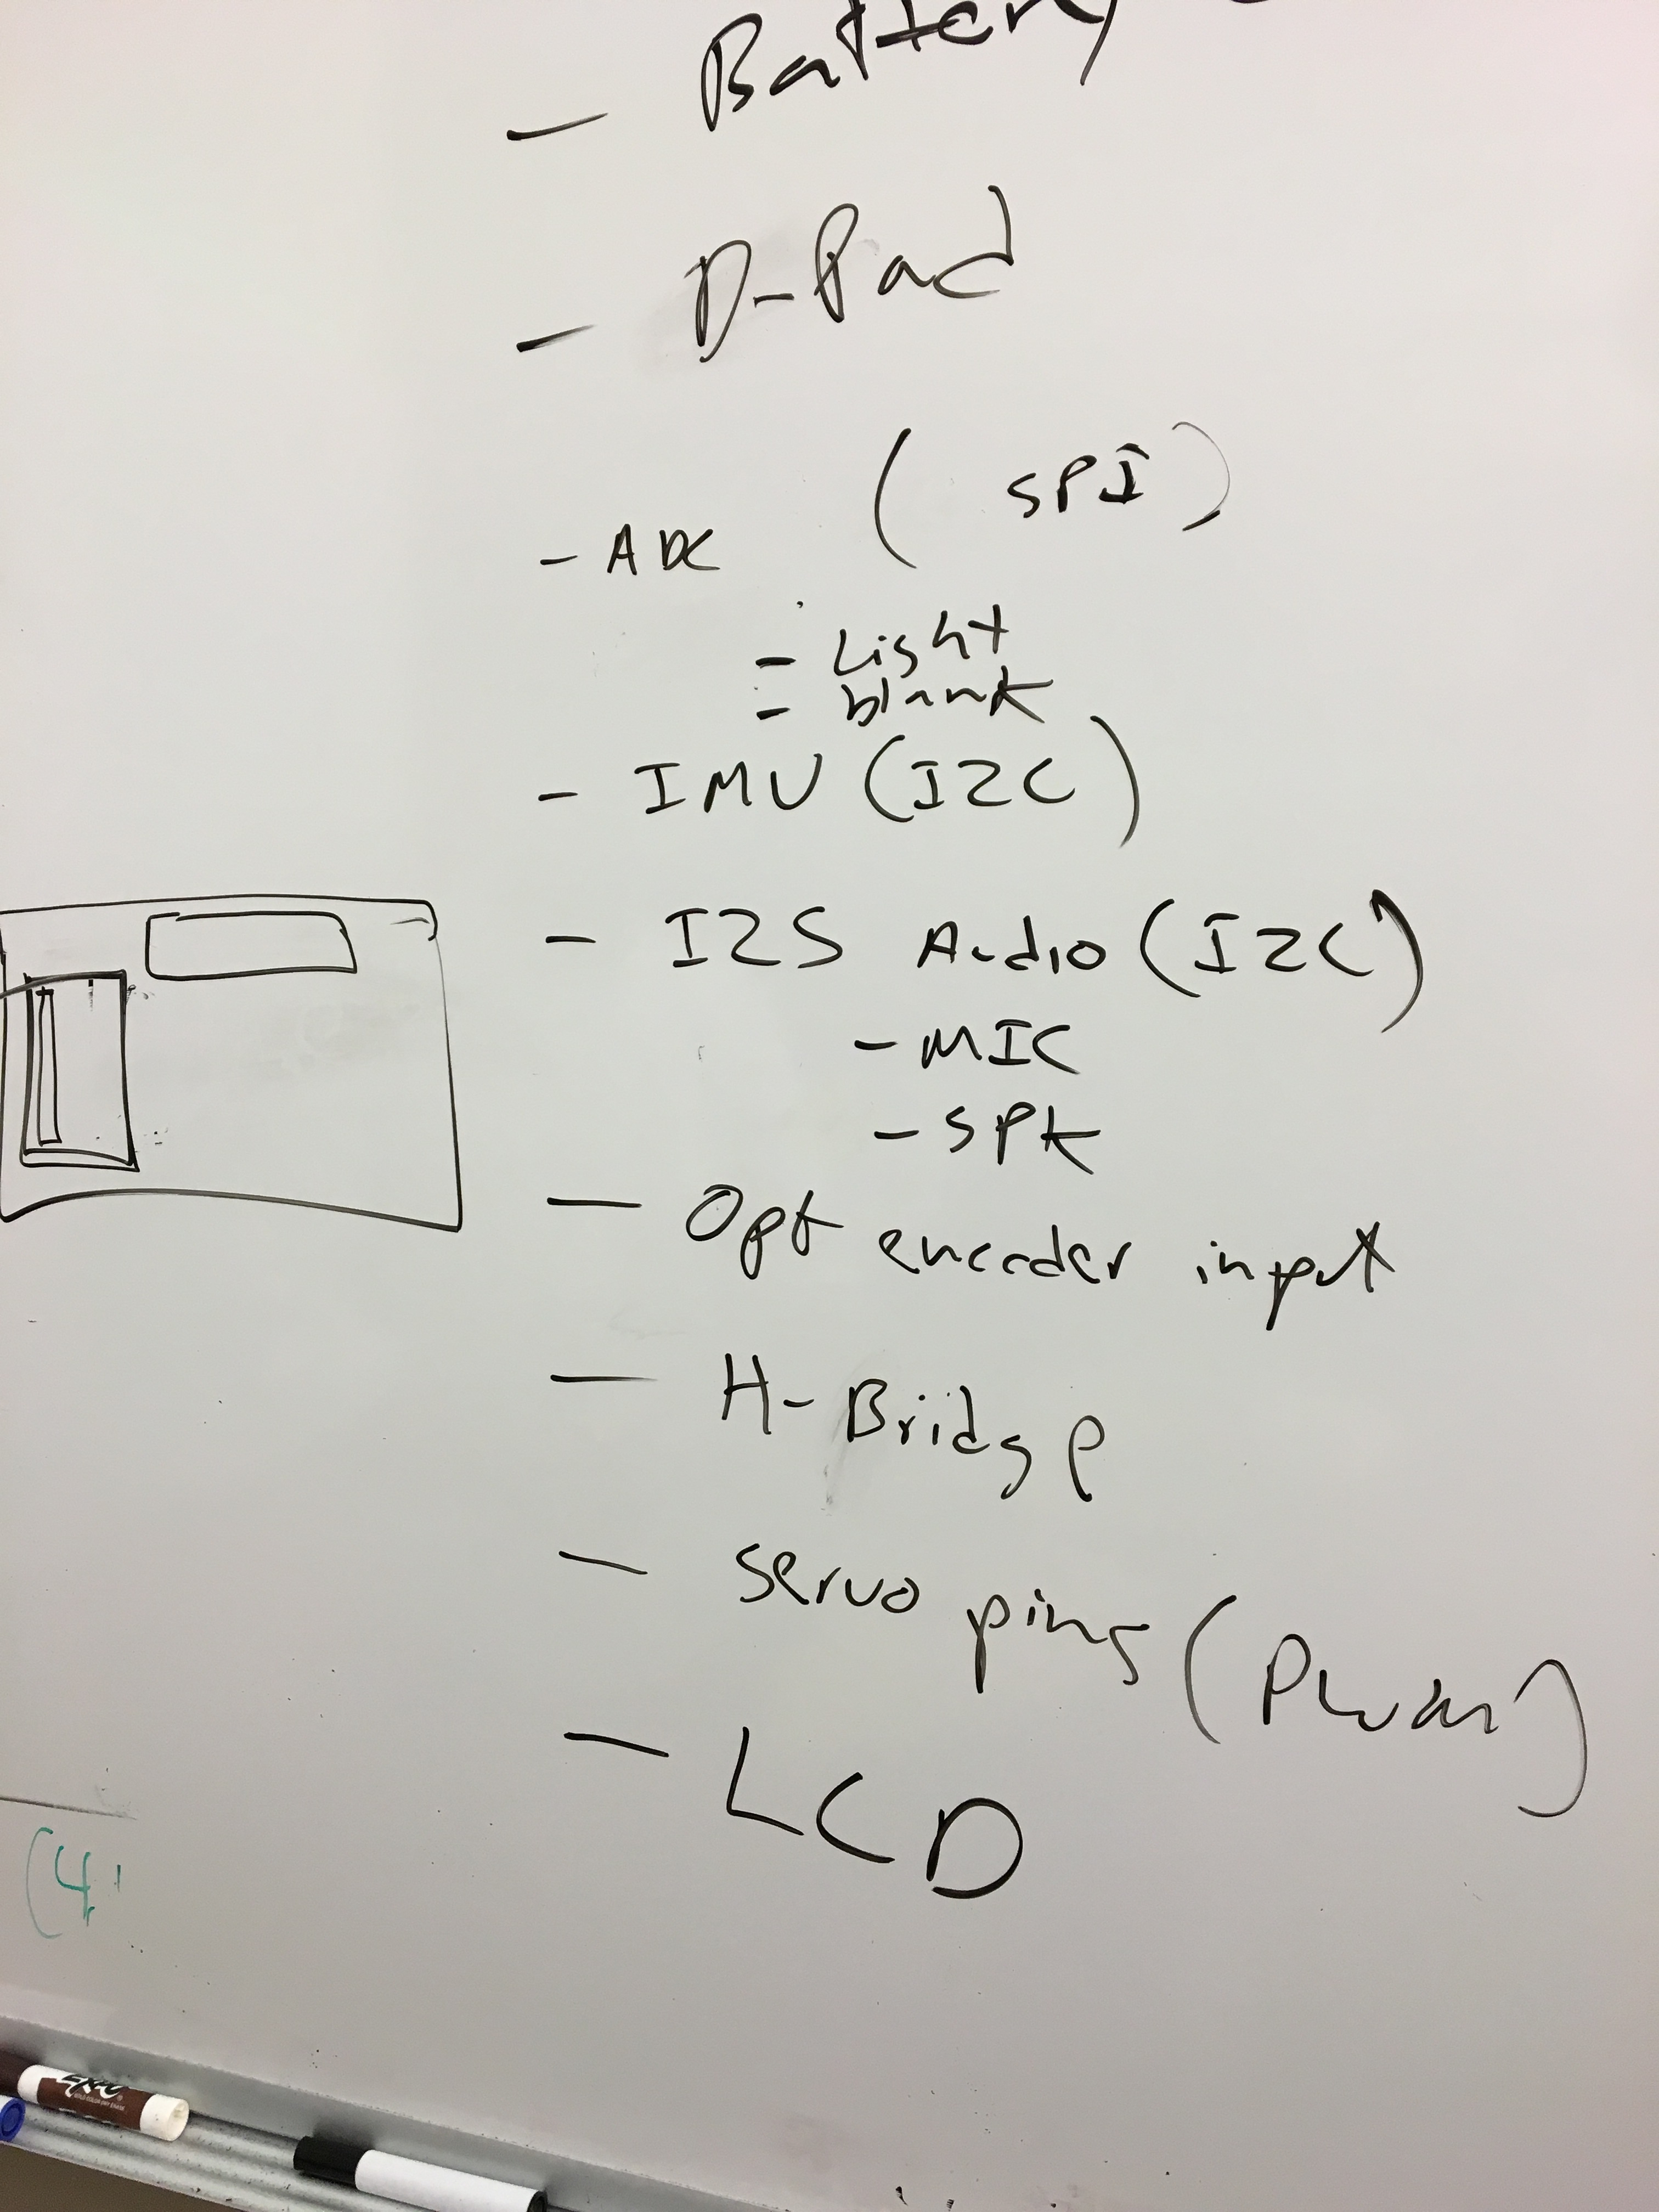 - Battery
- D-Pad
- ADC ( SPI )
- Light
- blank
- IMU (I2C)
- I2S Audio (I2C)
- MIC
- SPK
- Opt encoder input
- H-Bridge
- servo pins (PWM)
- LCD
(4
EXPO